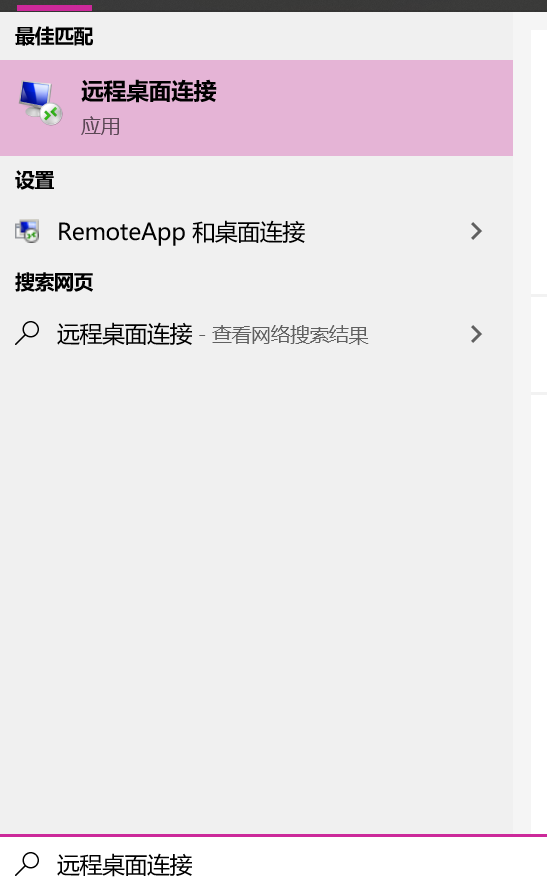 最佳匹配
远程桌面连接
应用
设置
RemoteApp 和桌面连接
搜索网页
远程桌面连接 - 查看网络搜索结果
远程桌面连接